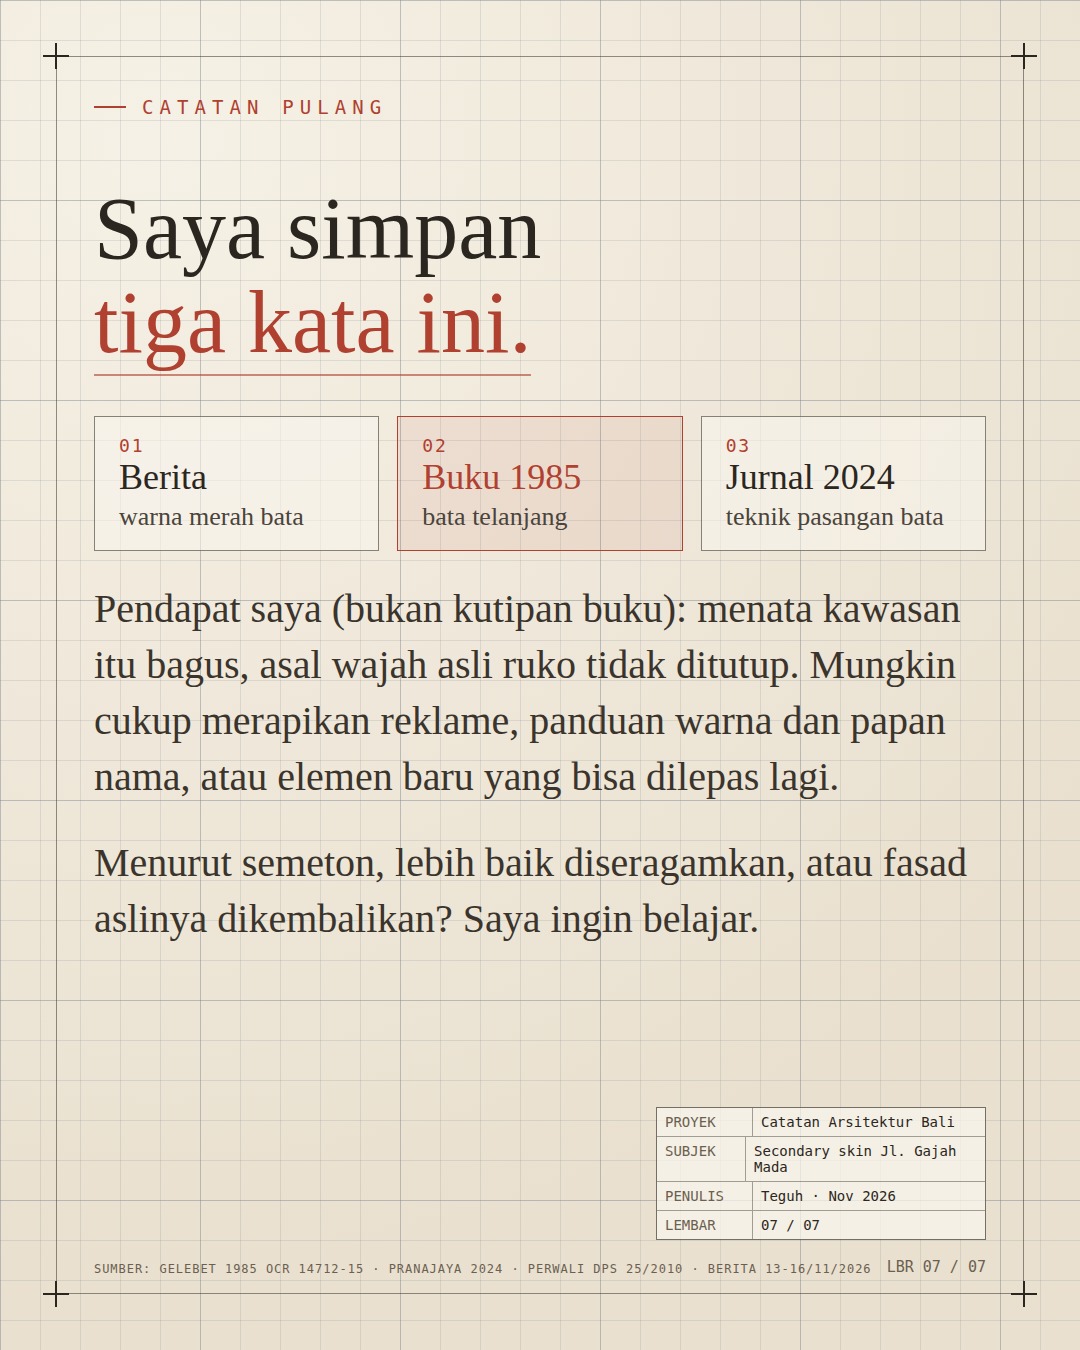 CATATAN PULANG
Saya simpan
tiga kata ini.
01
Berita
warna merah bata
02
Buku 1985
bata telanjang
03
Jurnal 2024
teknik pasangan bata
Pendapat saya (bukan kutipan buku): menata kawasan
itu bagus, asal wajah asli ruko tidak ditutup. Mungkin
cukup merapikan reklame, panduan warna dan papan
nama, atau elemen baru yang bisa dilepas lagi.
Menurut semeton, lebih baik diseragamkan, atau fasad
aslinya dikembalikan? Saya ingin belajar.
PROYEK Catatan Arsitektur Bali
SUBJEK Secondary skin Jl. Gajah
Mada
PENULIS Teguh · Nov 2026
LEMBAR 07 / 07
SUMBER: GELEBET 1985 OCR 14712-15 · PRANAJAYA 2024 · PERWALI DPS 25/2010 · BERITA 13-16/11/2026 LBR 07 / 07